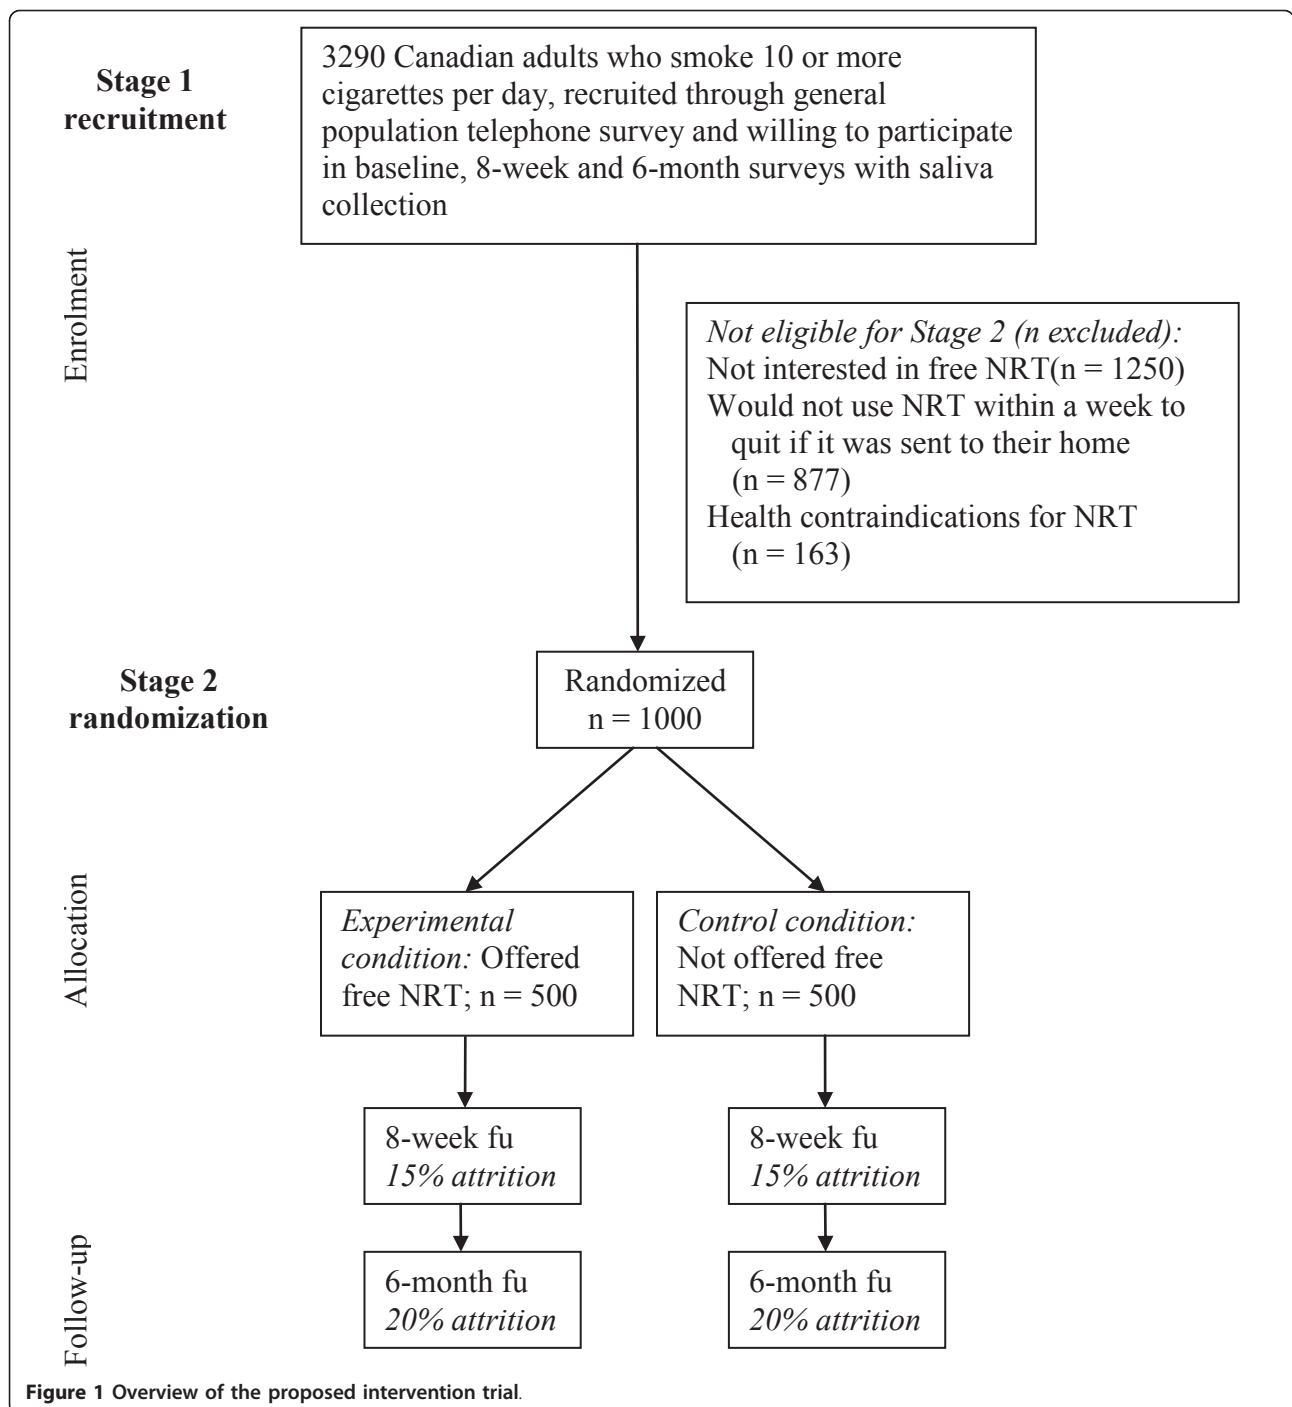 Stage 1
recruitment
3290 Canadian adults who smoke 10 or more
cigarettes per day, recruited through general
population telephone survey and willing to participate
in baseline, 8-week and 6-month surveys with saliva
collection
Enrolment
Not eligible for Stage 2 (n excluded):
Not interested in free NRT(n = 1250)
Would not use NRT within a week to
quit if it was sent to their home
(n = 877)
Health contraindications for NRT
(n = 163)
Stage 2
randomization
Randomized
n = 1000
Allocation
Experimental
condition: Offered
free NRT; n = 500
Control condition:
Not offered free
NRT; n = 500
Follow-up
8-week fu
15% attrition
8-week fu
15% attrition
6-month fu
20% attrition
6-month fu
20% attrition
Figure 1 Overview of the proposed intervention trial.